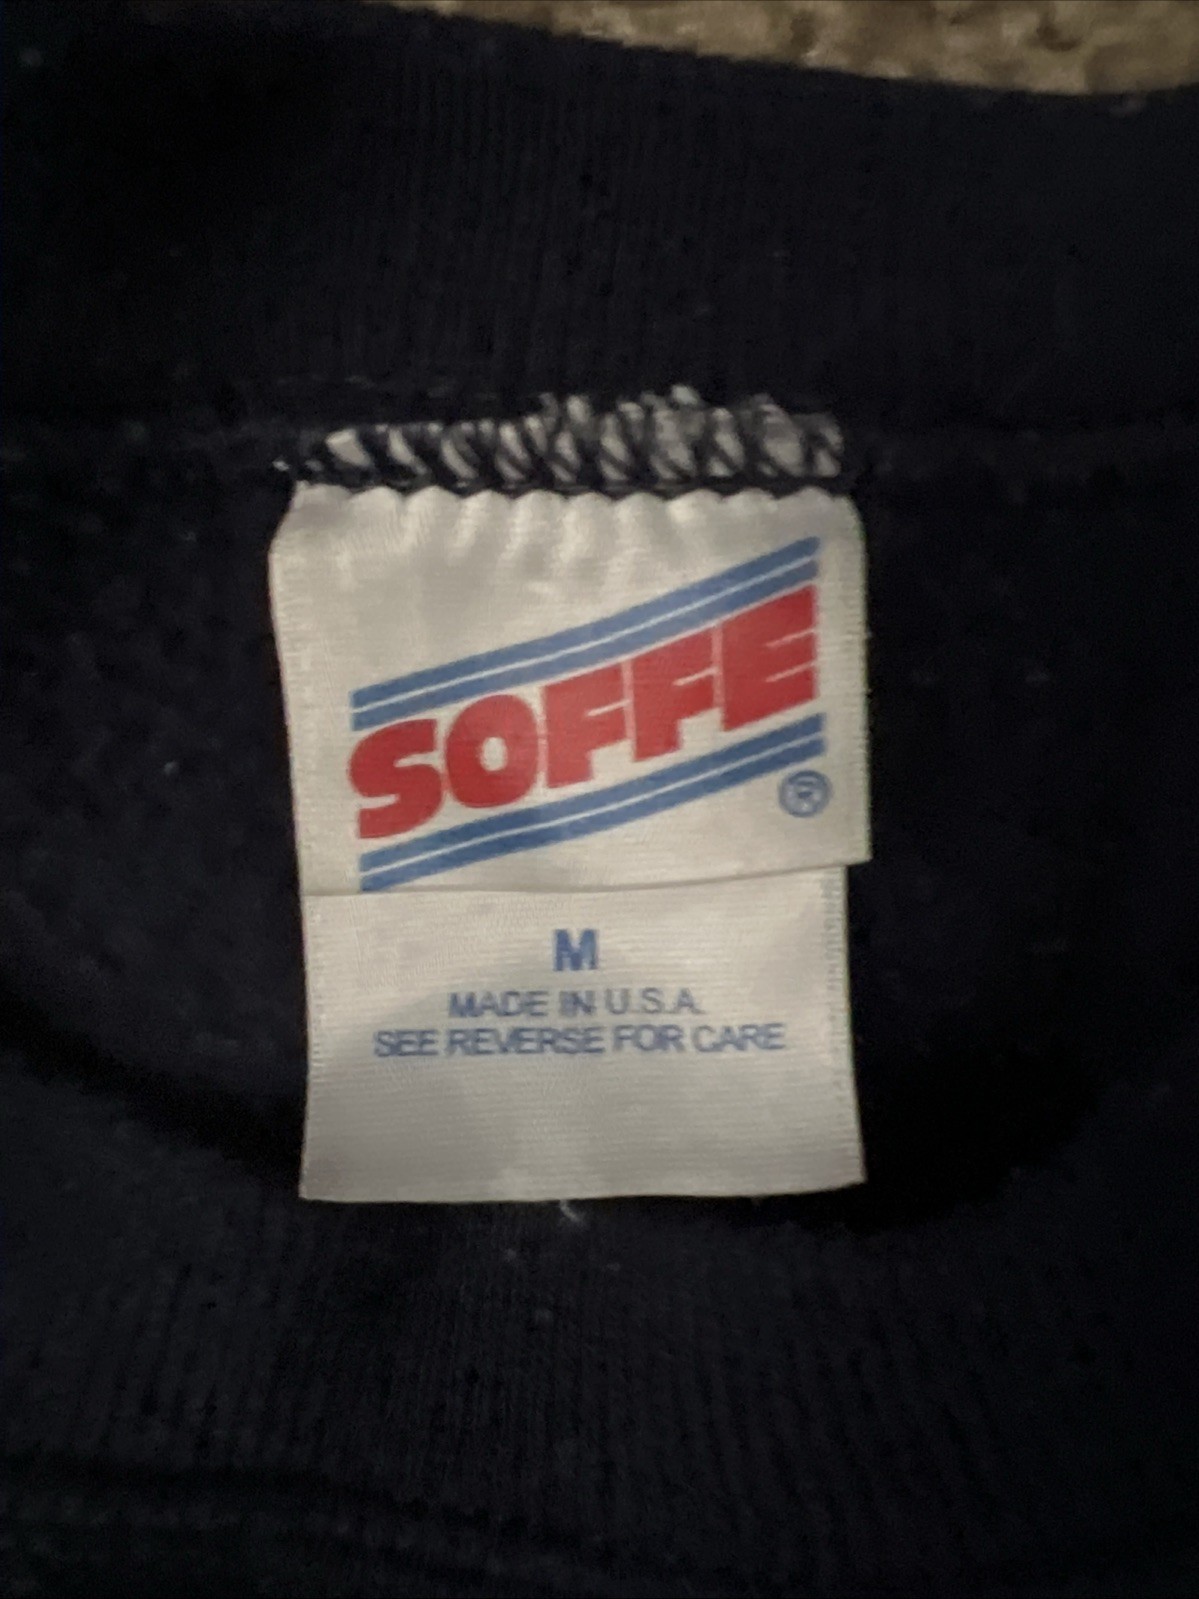 SOFFE
®
M
MADE IN U.S.A.
SEE REVERSE FOR CARE